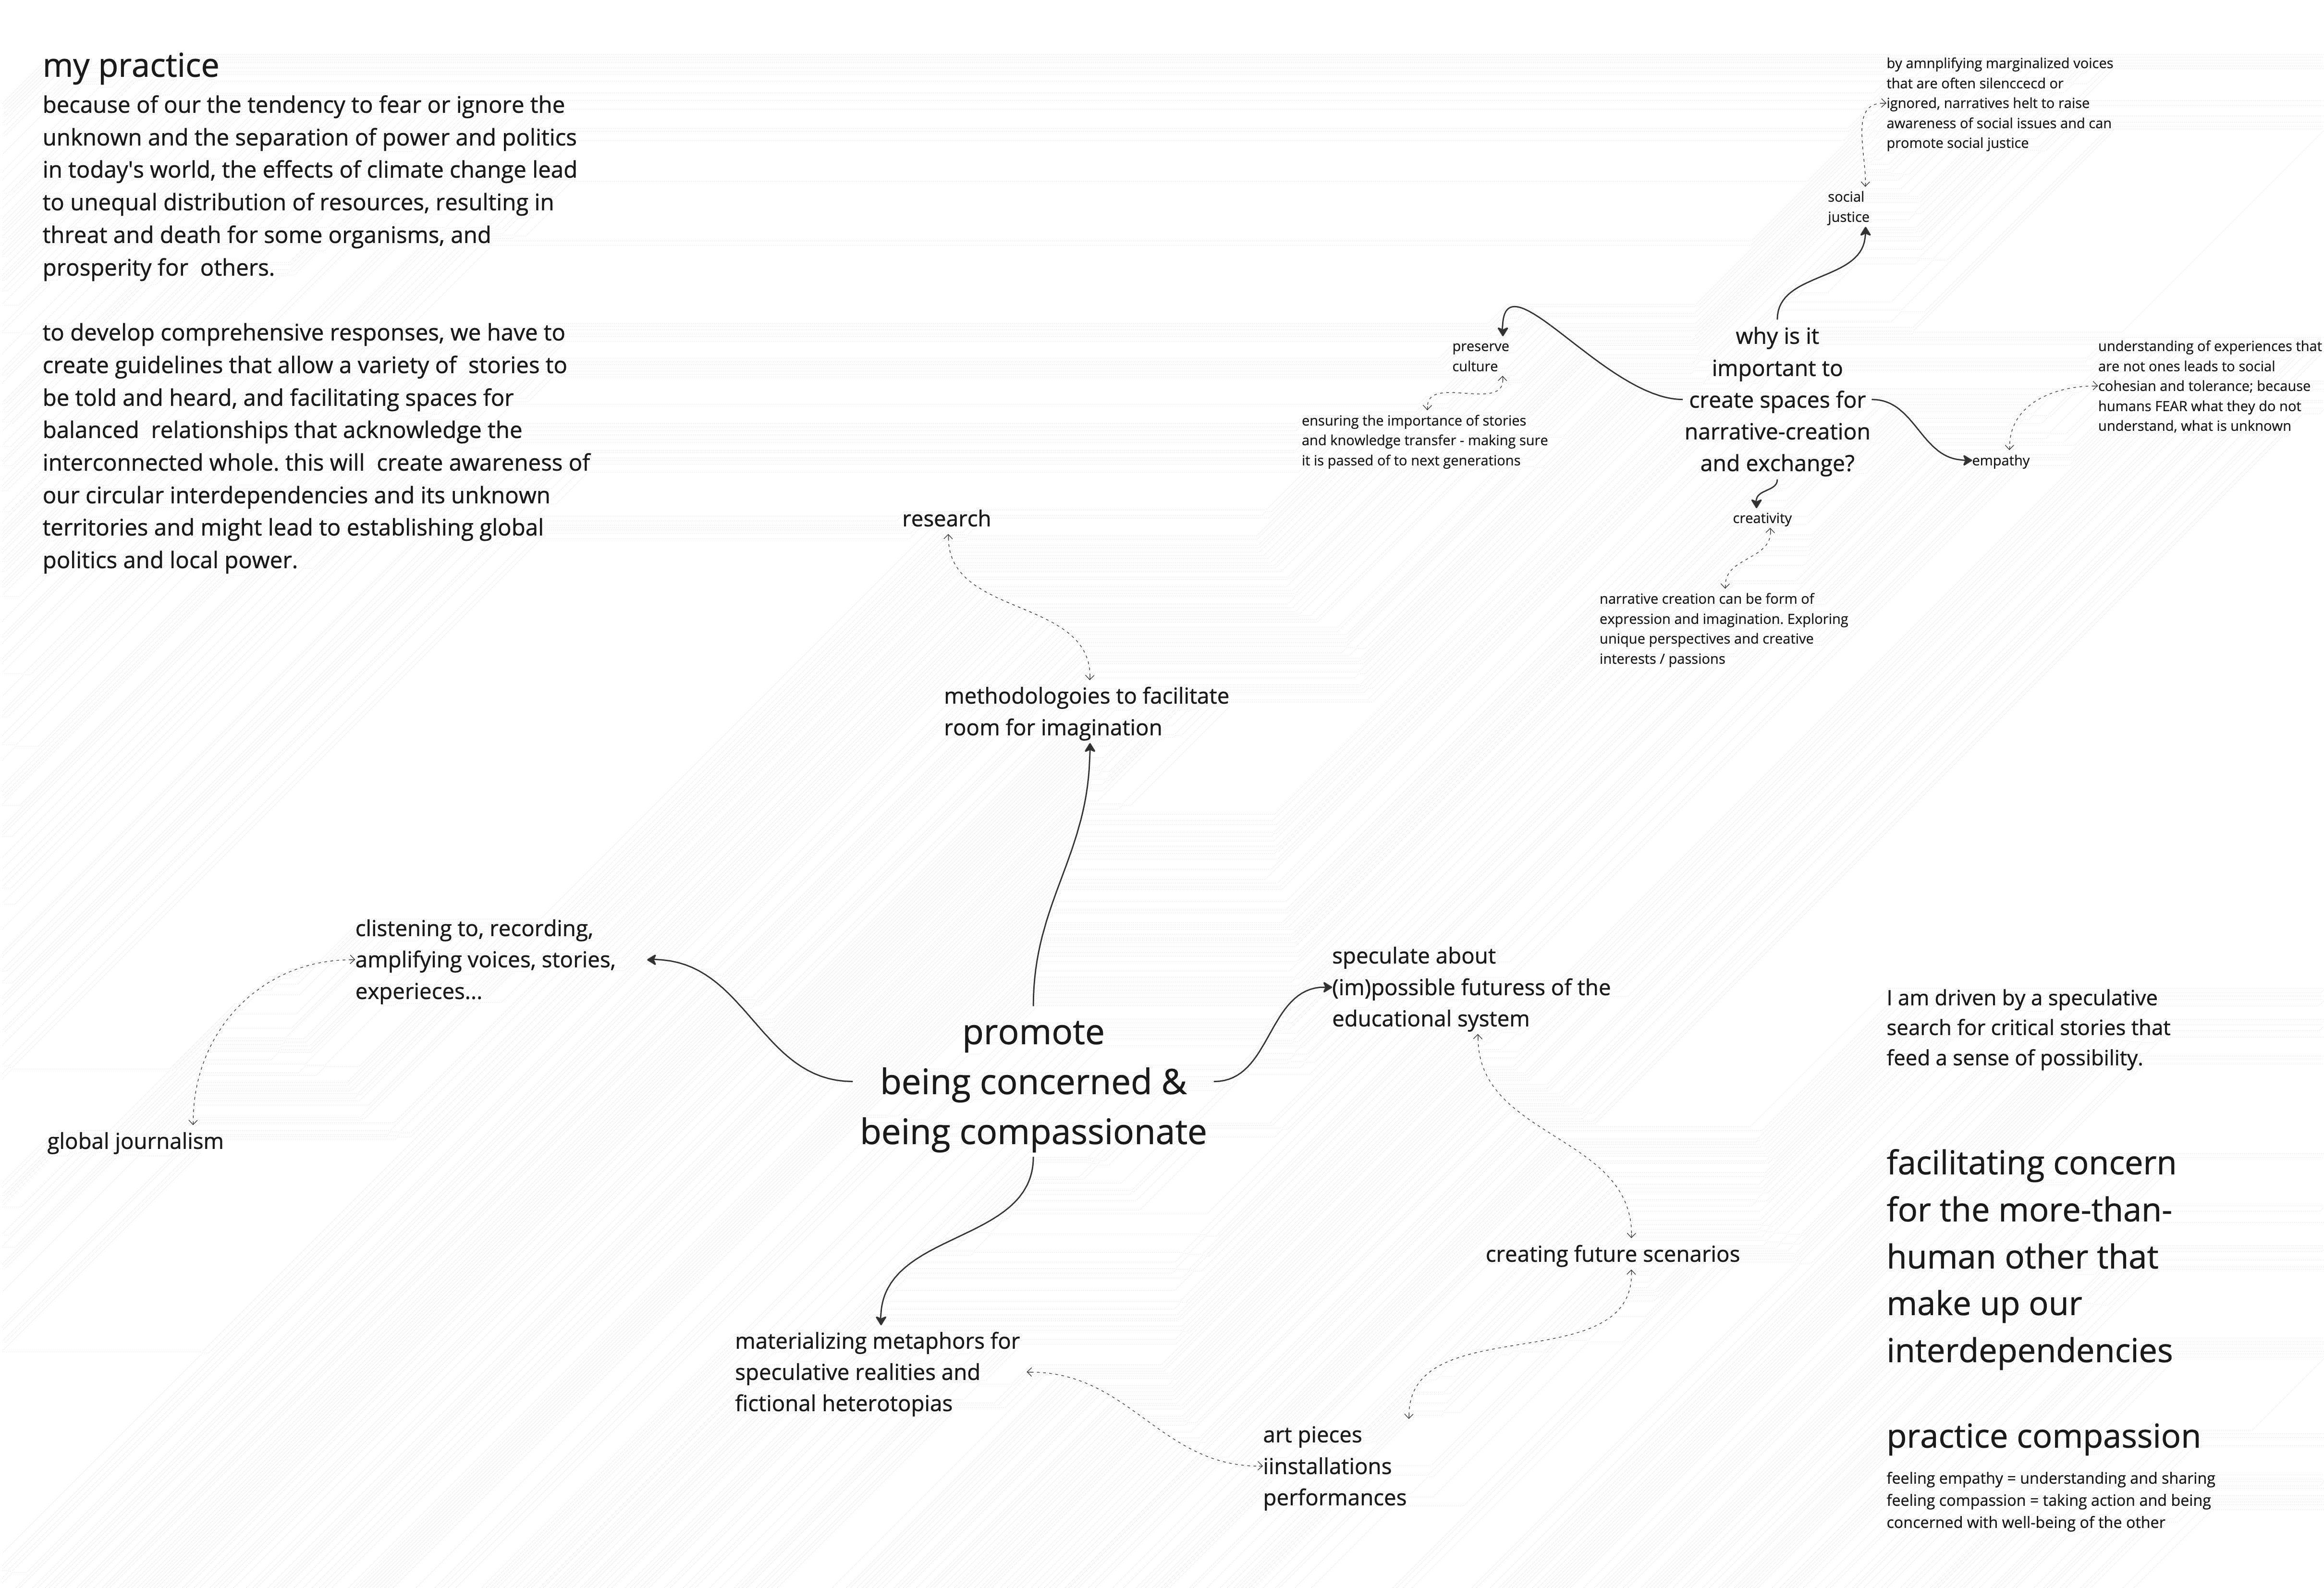 my practice
because of our the tendency to fear or ignore the
unknown and the separation of power and politics
in today's world, the effects of climate change lead
to unequal distribution of resources, resulting in
threat and death for some organisms, and
prosperity for  others.
to develop comprehensive responses, we have to
create guidelines that allow a variety of  stories to
be told and heard, and facilitating spaces for
balanced  relationships that acknowledge the
interconnected whole. this will  create awareness of
our circular interdependencies and its unknown
territories and might lead to establishing global
politics and local power.
by amnplifying marginalized voices
that are often silenccecd or
ignored, narratives helt to raise
awareness of social issues and can
promote social justice
social
justice
why is it
important to
create spaces for
narrative-creation
and exchange?
preserve
culture
ensuring the importance of stories
and knowledge transfer - making sure
it is passed of to next generations
understanding of experiences that
are not ones leads to social
cohesian and tolerance; because
humans FEAR what they do not
understand, what is unknown
empathy
creativity
narrative creation can be form of
expression and imagination. Exploring
unique perspectives and creative
interests / passions
research
methodologoies to facilitate
room for imagination
clistening to, recording,
amplifying voices, stories,
experieces...
global journalism
promote
being concerned &
being compassionate
speculate about
(im)possible futuress of the
educational system
creating future scenarios
materializing metaphors for
speculative realities and
fictional heterotopias
art pieces
iinstallations
performances
I am driven by a speculative
search for critical stories that
feed a sense of possibility.
facilitating concern
for the more-than-
human other that
make up our
interdependencies
practice compassion
feeling empathy = understanding and sharing
feeling compassion = taking action and being
concerned with well-being of the other